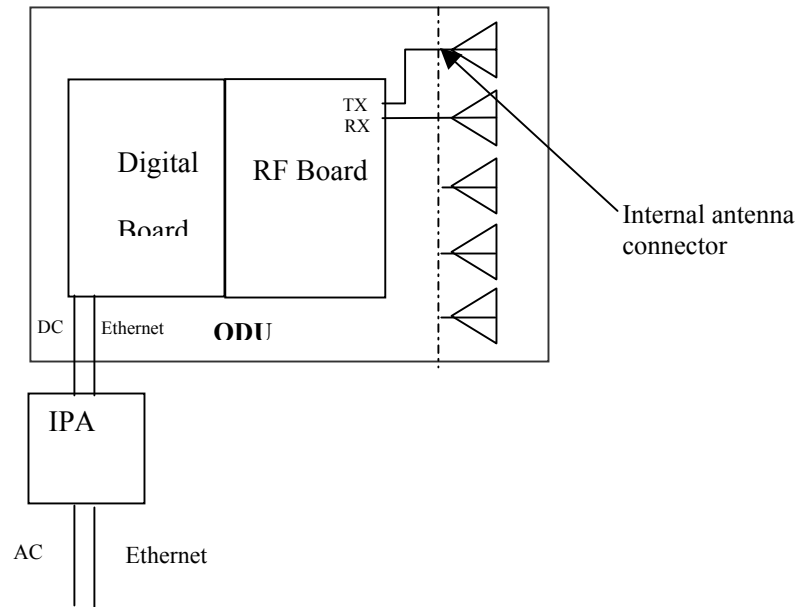 TX
RX
Digital
Board
RF Board
Internal antenna
connector
DC
Ethernet
ODU
IPA
AC
Ethernet